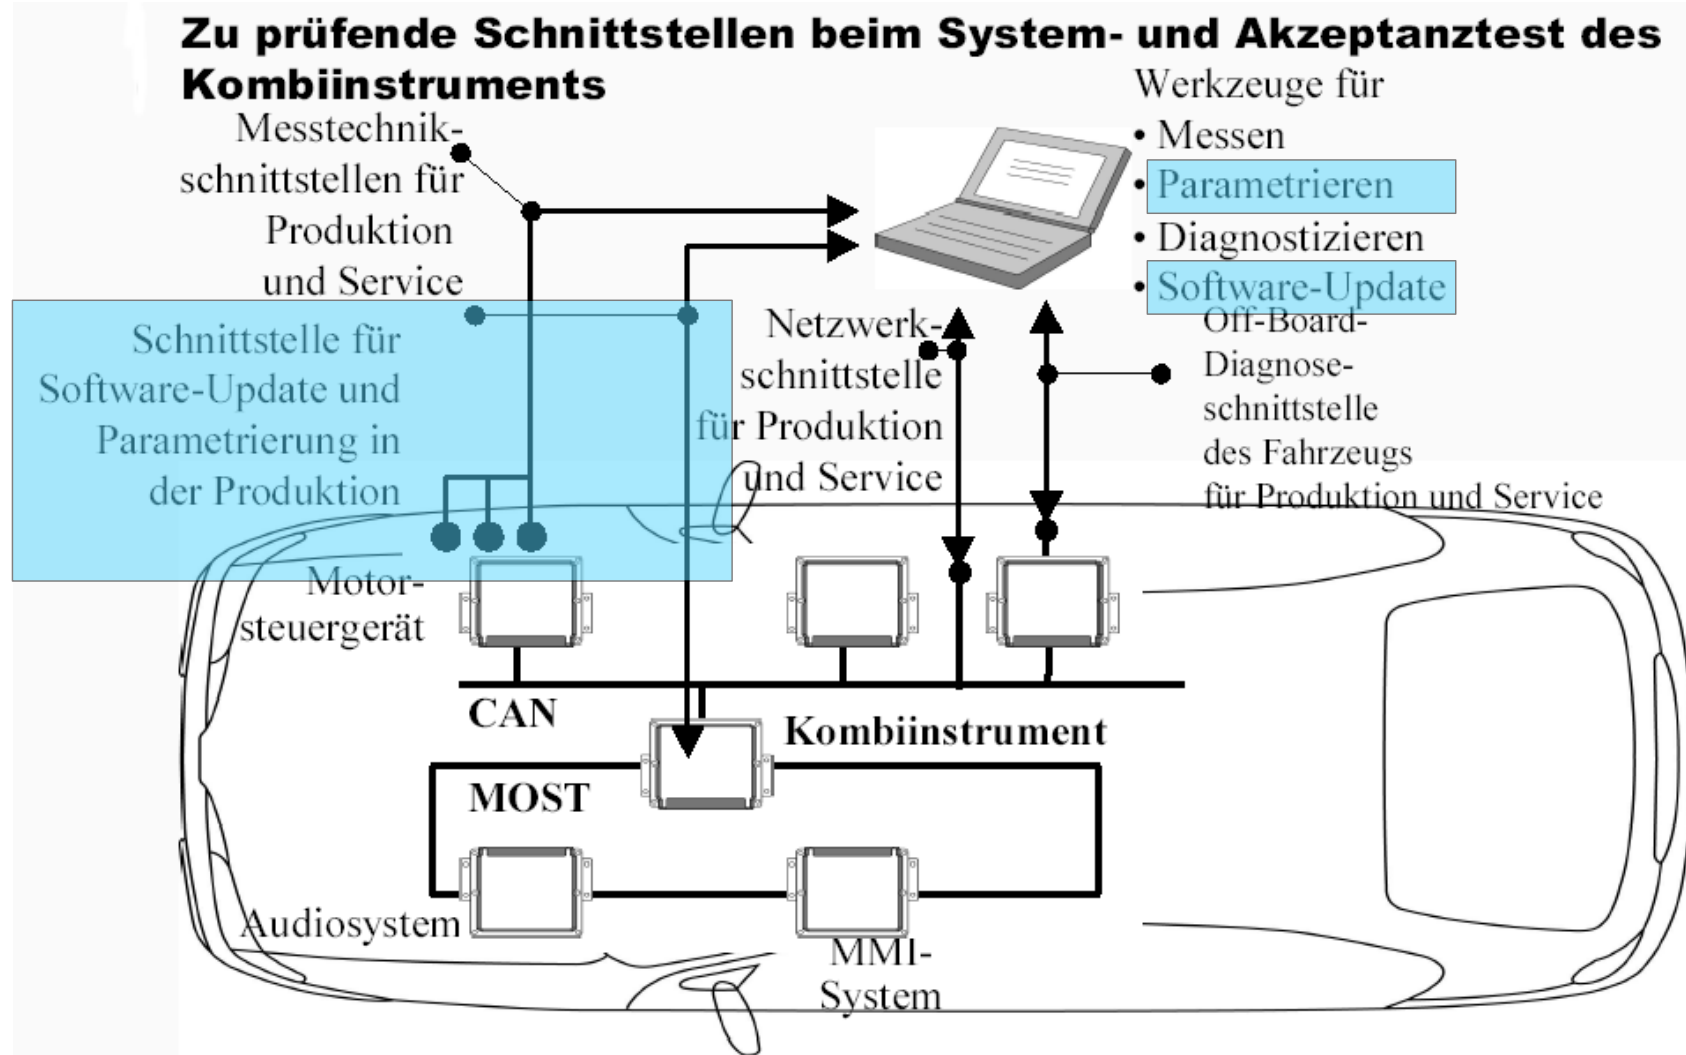 Zu prüfende Schnittstellen beim System- und Akzeptanztest des
Kombiinstruments
Messtechnik-
schnittstellen für
Produktion
und Service
Werkzeuge für
• Messen
• Parametrieren
• Diagnostizieren
• Software-Update
Schnittstelle für
Software-Update und
Parametrierung in
der Produktion
Netzwerk-
schnittstelle
für Produktion
und Service
Off-Board-
Diagnose-
schnittstelle
des Fahrzeugs
für Produktion und Service
Motor-
steuergerät
CAN
Kombiinstrument
MOST
Audiosystem
MMI-
System